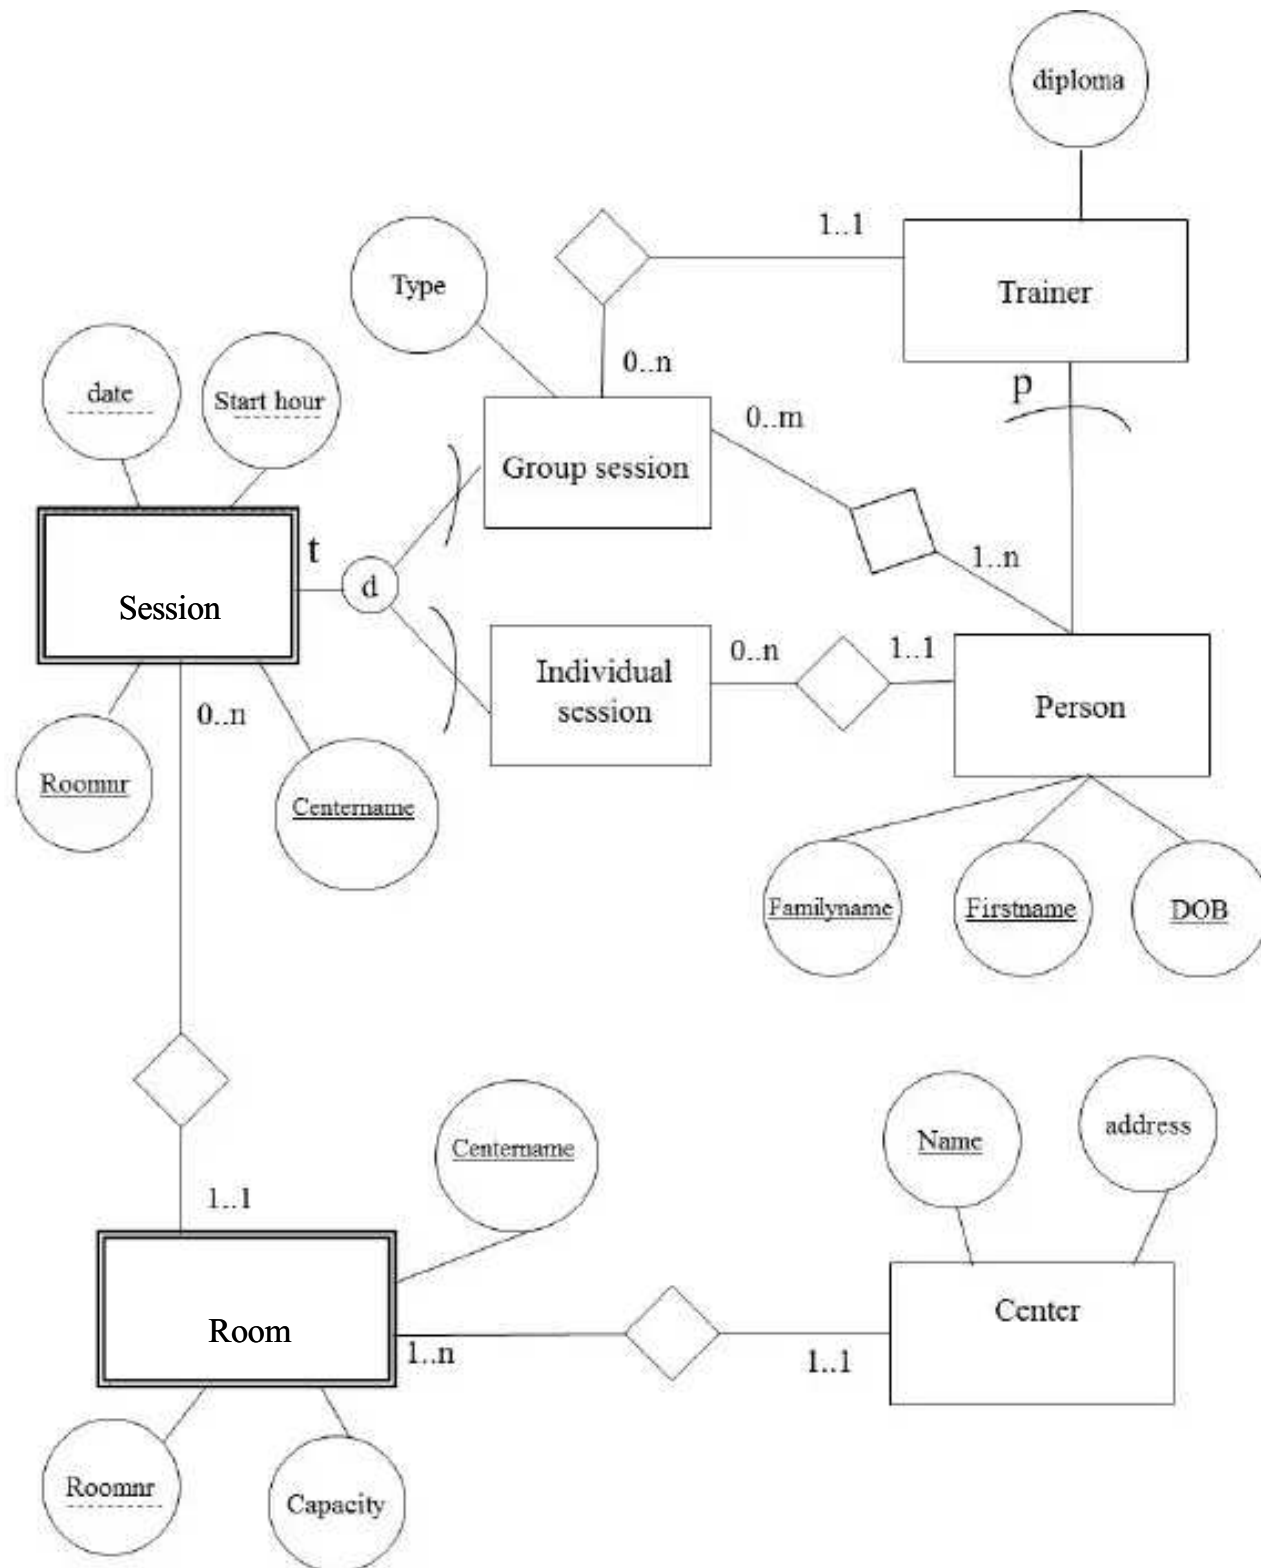 diploma
1..1
Type
Trainer
0..n
p
date
Start hour
0..m
Group session
t
d
1..n
Session
Individual
session
0..n
1..1
Person
0..n
Roomnr
Centername
Familyname
Firstname
DOB
Centername
Name
address
1..1
Room
1..n
1..1
Center
Roomnr
Capacity